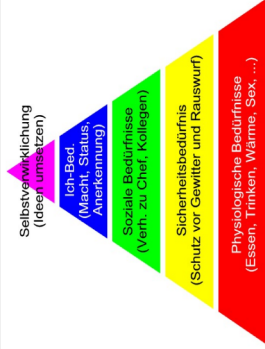 Selbstverwirklichung
(Ideen umsetzen)
Ich-Bed.
(Macht, Status,
Anerkennung)
Soziale Bedürfnisse
(Verh. zu Chef, Kollegen)
Sicherheitsbedürfnis
(Schutz vor Gewitter und Rauswurf)
Physiologische Bedürfnisse
(Essen, Trinken, Wärme, Sex, ...)